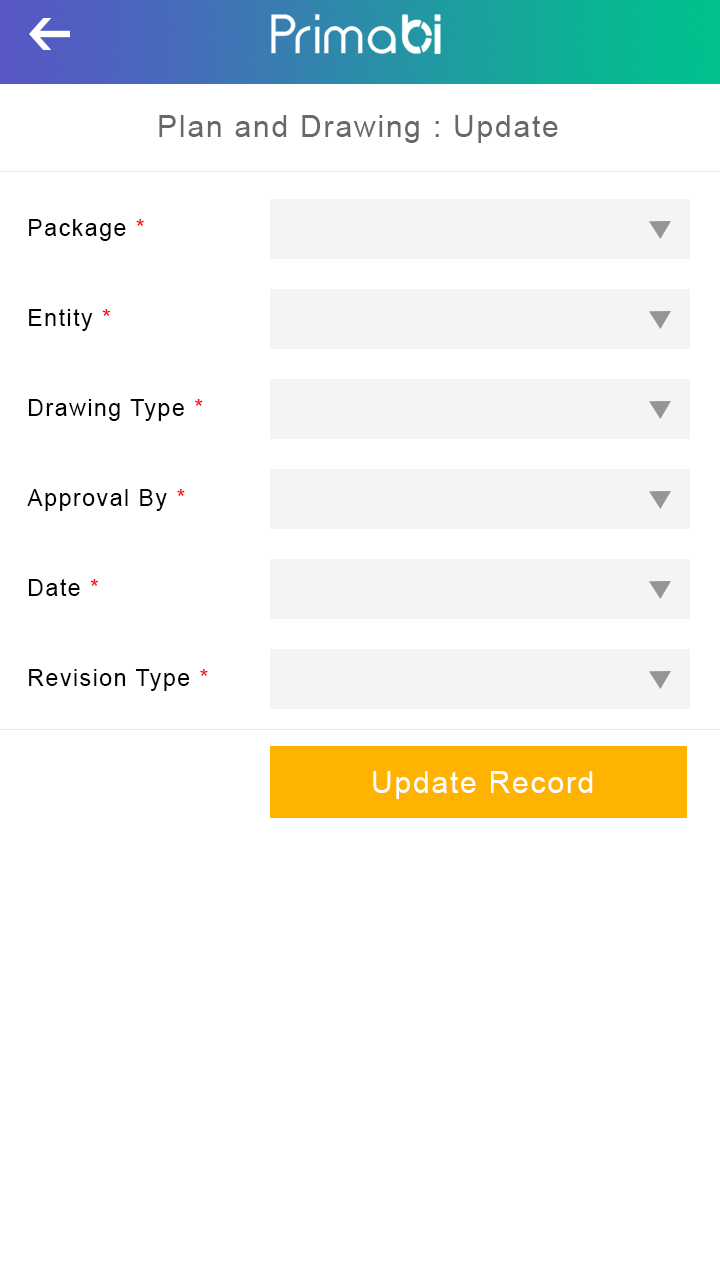 Primabi
Plan and Drawing : Update
Package *
Entity *
Drawing Type *
Approval By *
Date *
Revision Type *
Update Record